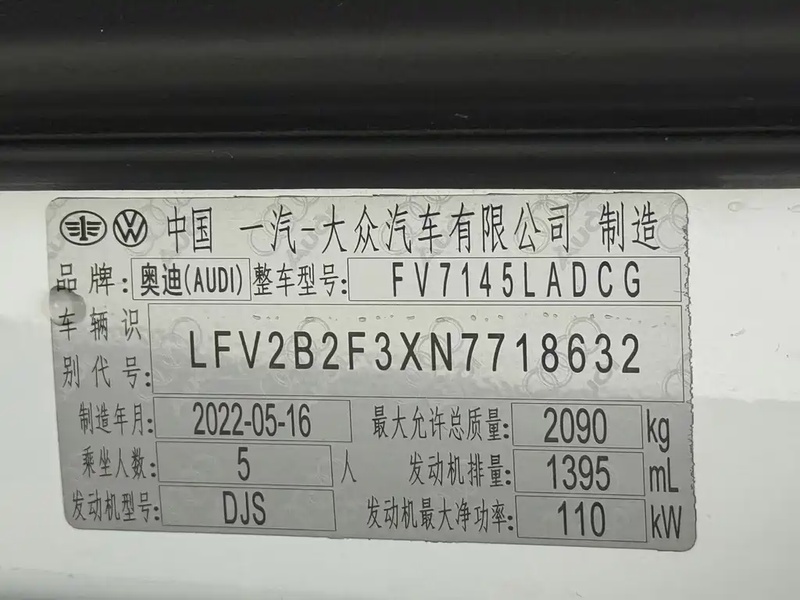 中国 一汽-大众汽车有限公司 制造
品牌: 奥迪(AUDI) 整车型号: FV7145LADCG
车辆识别代号: LFV2B2F3XN7718632
制造年月: 2022-05-16 最大允许总质量: 2090 kg
乘坐人数: 5 人 发动机排量: 1395 mL
发动机型号: DJS 发动机最大净功率: 110 kW